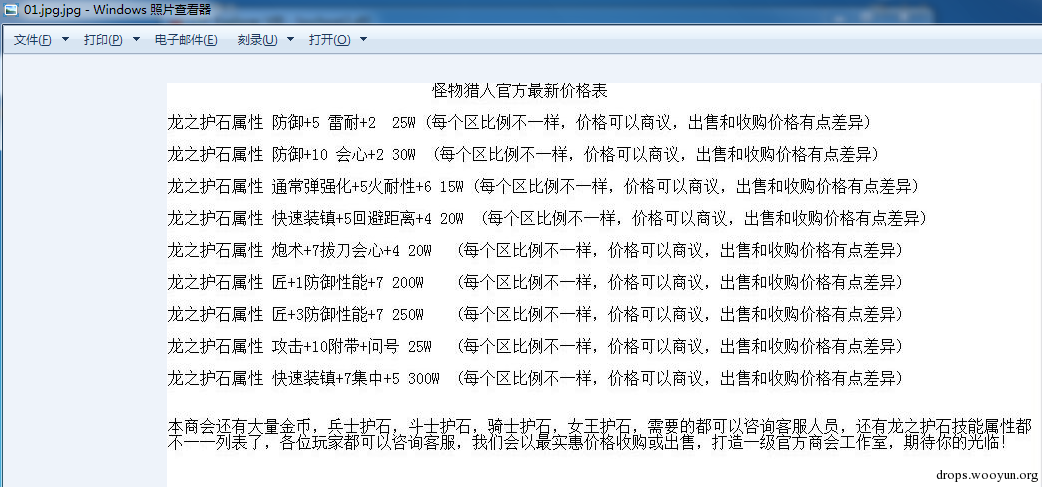 01.jpg.jpg - Windows 照片查看器
文件(F) 打印(P) 电子邮件(E) 刻录(U) 打开(O)
怪物猎人官方最新价格表
龙之护石属性 防御+5 雷耐+2 25W (每个区比例不一样，价格可以商议，出售和收购价格有点差异)
龙之护石属性 防御+10 会心+2 30W (每个区比例不一样，价格可以商议，出售和收购价格有点差异)
龙之护石属性 通常弹强化+5火耐性+6 15W (每个区比例不一样，价格可以商议，出售和收购价格有点差异)
龙之护石属性 快速装镇+5回避距离+4 20W (每个区比例不一样，价格可以商议，出售和收购价格有点差异)
龙之护石属性 炮术+7拔刀会心+4 20W (每个区比例不一样，价格可以商议，出售和收购价格有点差异)
龙之护石属性 匠+1防御性能+7 200W (每个区比例不一样，价格可以商议，出售和收购价格有点差异)
龙之护石属性 匠+3防御性能+7 250W (每个区比例不一样，价格可以商议，出售和收购价格有点差异)
龙之护石属性 攻击+10附带+问号 25W (每个区比例不一样，价格可以商议，出售和收购价格有点差异)
龙之护石属性 快速装镇+7集中+5 300W (每个区比例不一样，价格可以商议，出售和收购价格有点差异)
本商会还有大量金币，兵士护石，斗士护石，骑士护石，女王护石，需要的都可以咨询客服人员，还有龙之护石技能属性都
不一一列表了，各位玩家都可以咨询客服，我们会以最实惠价格收购或出售，打造一级官方商会工作室，期待你的光临!
drops.wooyun.org